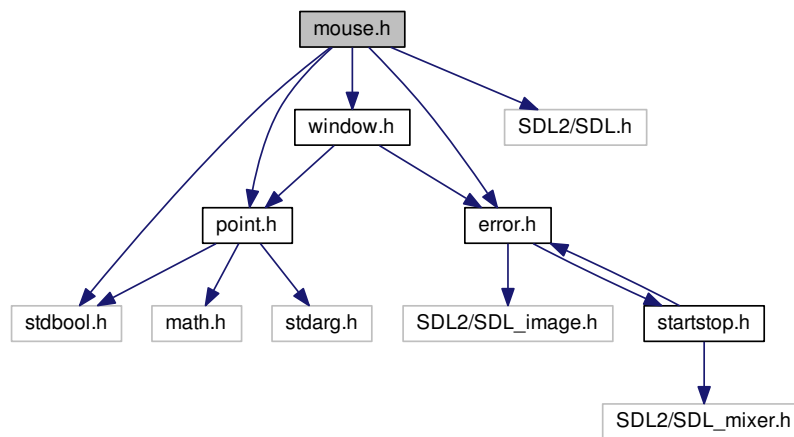 mouse.h
window.h
SDL2/SDL.h
point.h
error.h
stdbool.h
math.h
stdarg.h
SDL2/SDL_image.h
startstop.h
SDL2/SDL_mixer.h